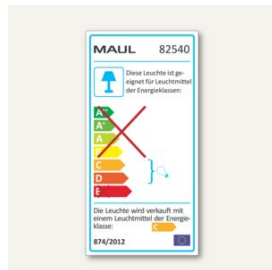 MAUL 82540
Diese Leuchte ist ge-
eignet für Leuchtmittel
der Energieklassen:
A++
A+
A
B
C
D
E
Die Leuchte wird verkauft mit
einem Leuchtmittel der Energie-
klasse: C
874/2012